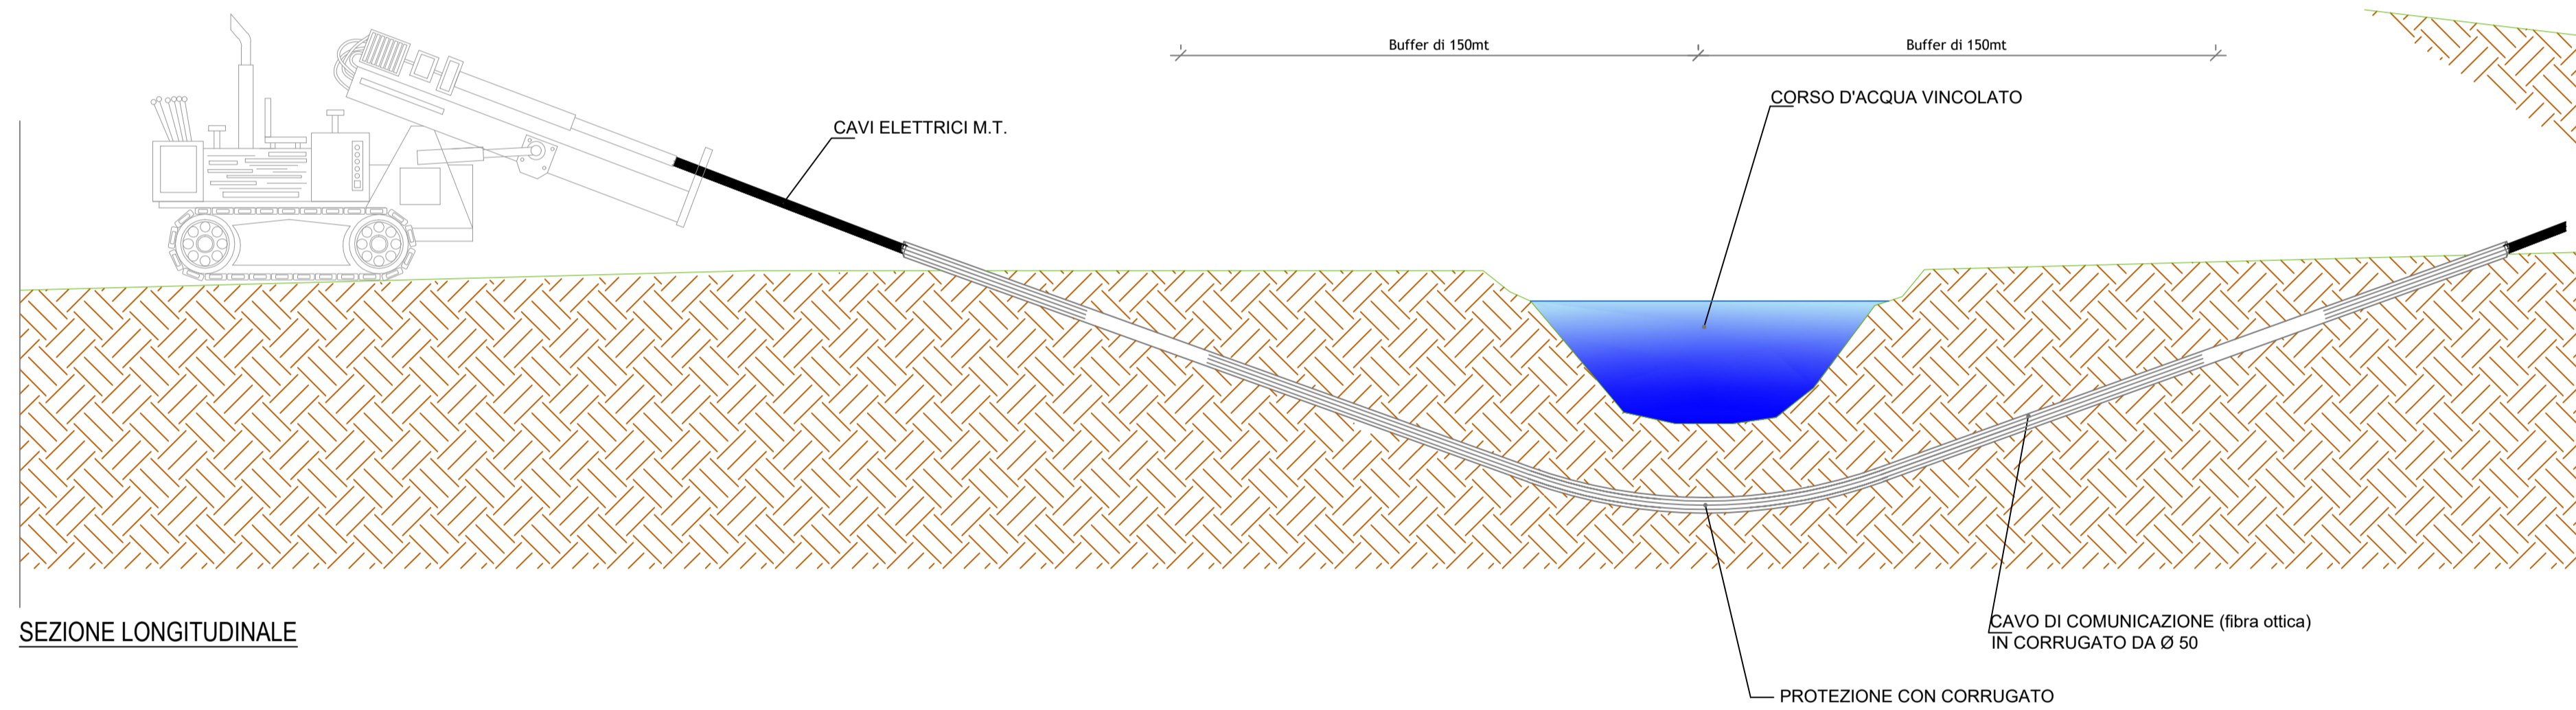 Buffer di 150mt
Buffer di 150mt
CORSO D'ACQUA VINCOLATO
CAVI ELETTRICI M.T.
SEZIONE LONGITUDINALE
CAVO DI COMUNICAZIONE (fibra ottica)
IN CORRUGATO DA Ø 50
PROTEZIONE CON CORRUGATO